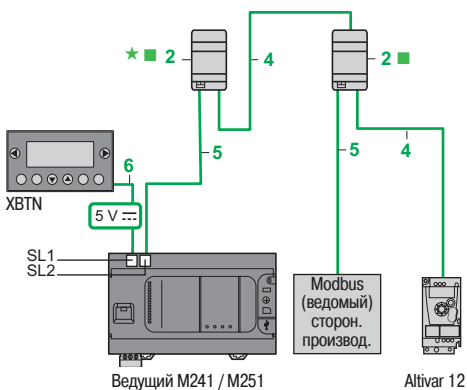 ★ ■ 2
4
2 ■
5
5
4
6
XBTN
5 V ⎓
SL1
SL2
Modbus
(ведомый)
сторон.
производ.
Ведущий M241 / M251
Altivar 12